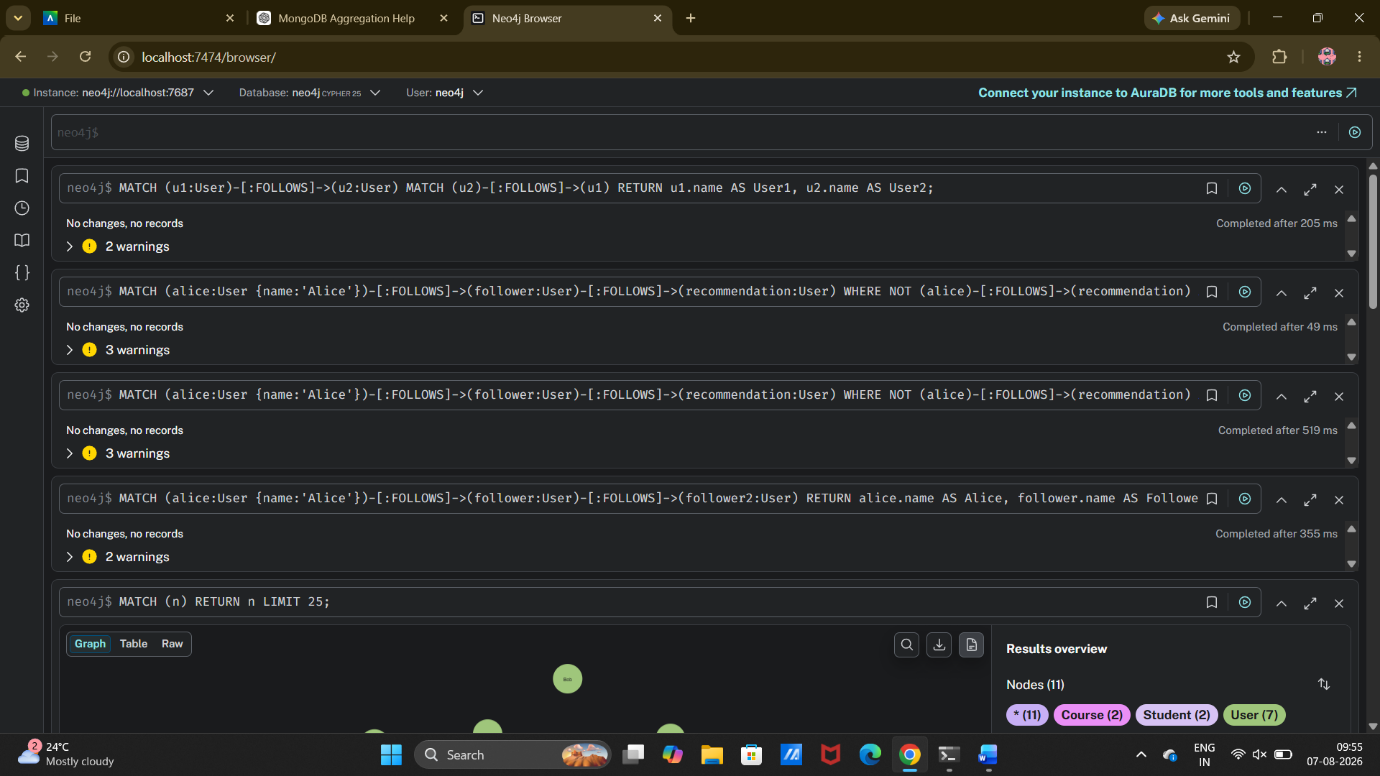 File
MongoDB Aggregation Help
Neo4j Browser
Ask Gemini
localhost:7474/browser/
Instance: neo4j://localhost:7687
Database: neo4j CYPHER 25
User: neo4j
Connect your instance to AuraDB for more tools and features
neo4j$
neo4j$ MATCH (u1:User)-[:FOLLOWS]->(u2:User) MATCH (u2)-[:FOLLOWS]->(u1) RETURN u1.name AS User1, u2.name AS User2;
No changes, no records
Completed after 205 ms
2 warnings
neo4j$ MATCH (alice:User {name:'Alice'})-[:FOLLOWS]->(follower:User)-[:FOLLOWS]->(recommendation:User) WHERE NOT (alice)-[:FOLLOWS]->(recommendation)
No changes, no records
Completed after 49 ms
3 warnings
neo4j$ MATCH (alice:User {name:'Alice'})-[:FOLLOWS]->(follower:User)-[:FOLLOWS]->(recommendation:User) WHERE NOT (alice)-[:FOLLOWS]->(recommendation)
No changes, no records
Completed after 519 ms
3 warnings
neo4j$ MATCH (alice:User {name:'Alice'})-[:FOLLOWS]->(follower:User)-[:FOLLOWS]->(follower2:User) RETURN alice.name AS Alice, follower.name AS Followe
No changes, no records
Completed after 355 ms
2 warnings
neo4j$ MATCH (n) RETURN n LIMIT 25;
Graph Table Raw
Results overview
Nodes (11)
* (11) Course (2) Student (2) User (7)
2
24°C
Mostly cloudy
Search
ENG
IN
09:55
07-08-2026